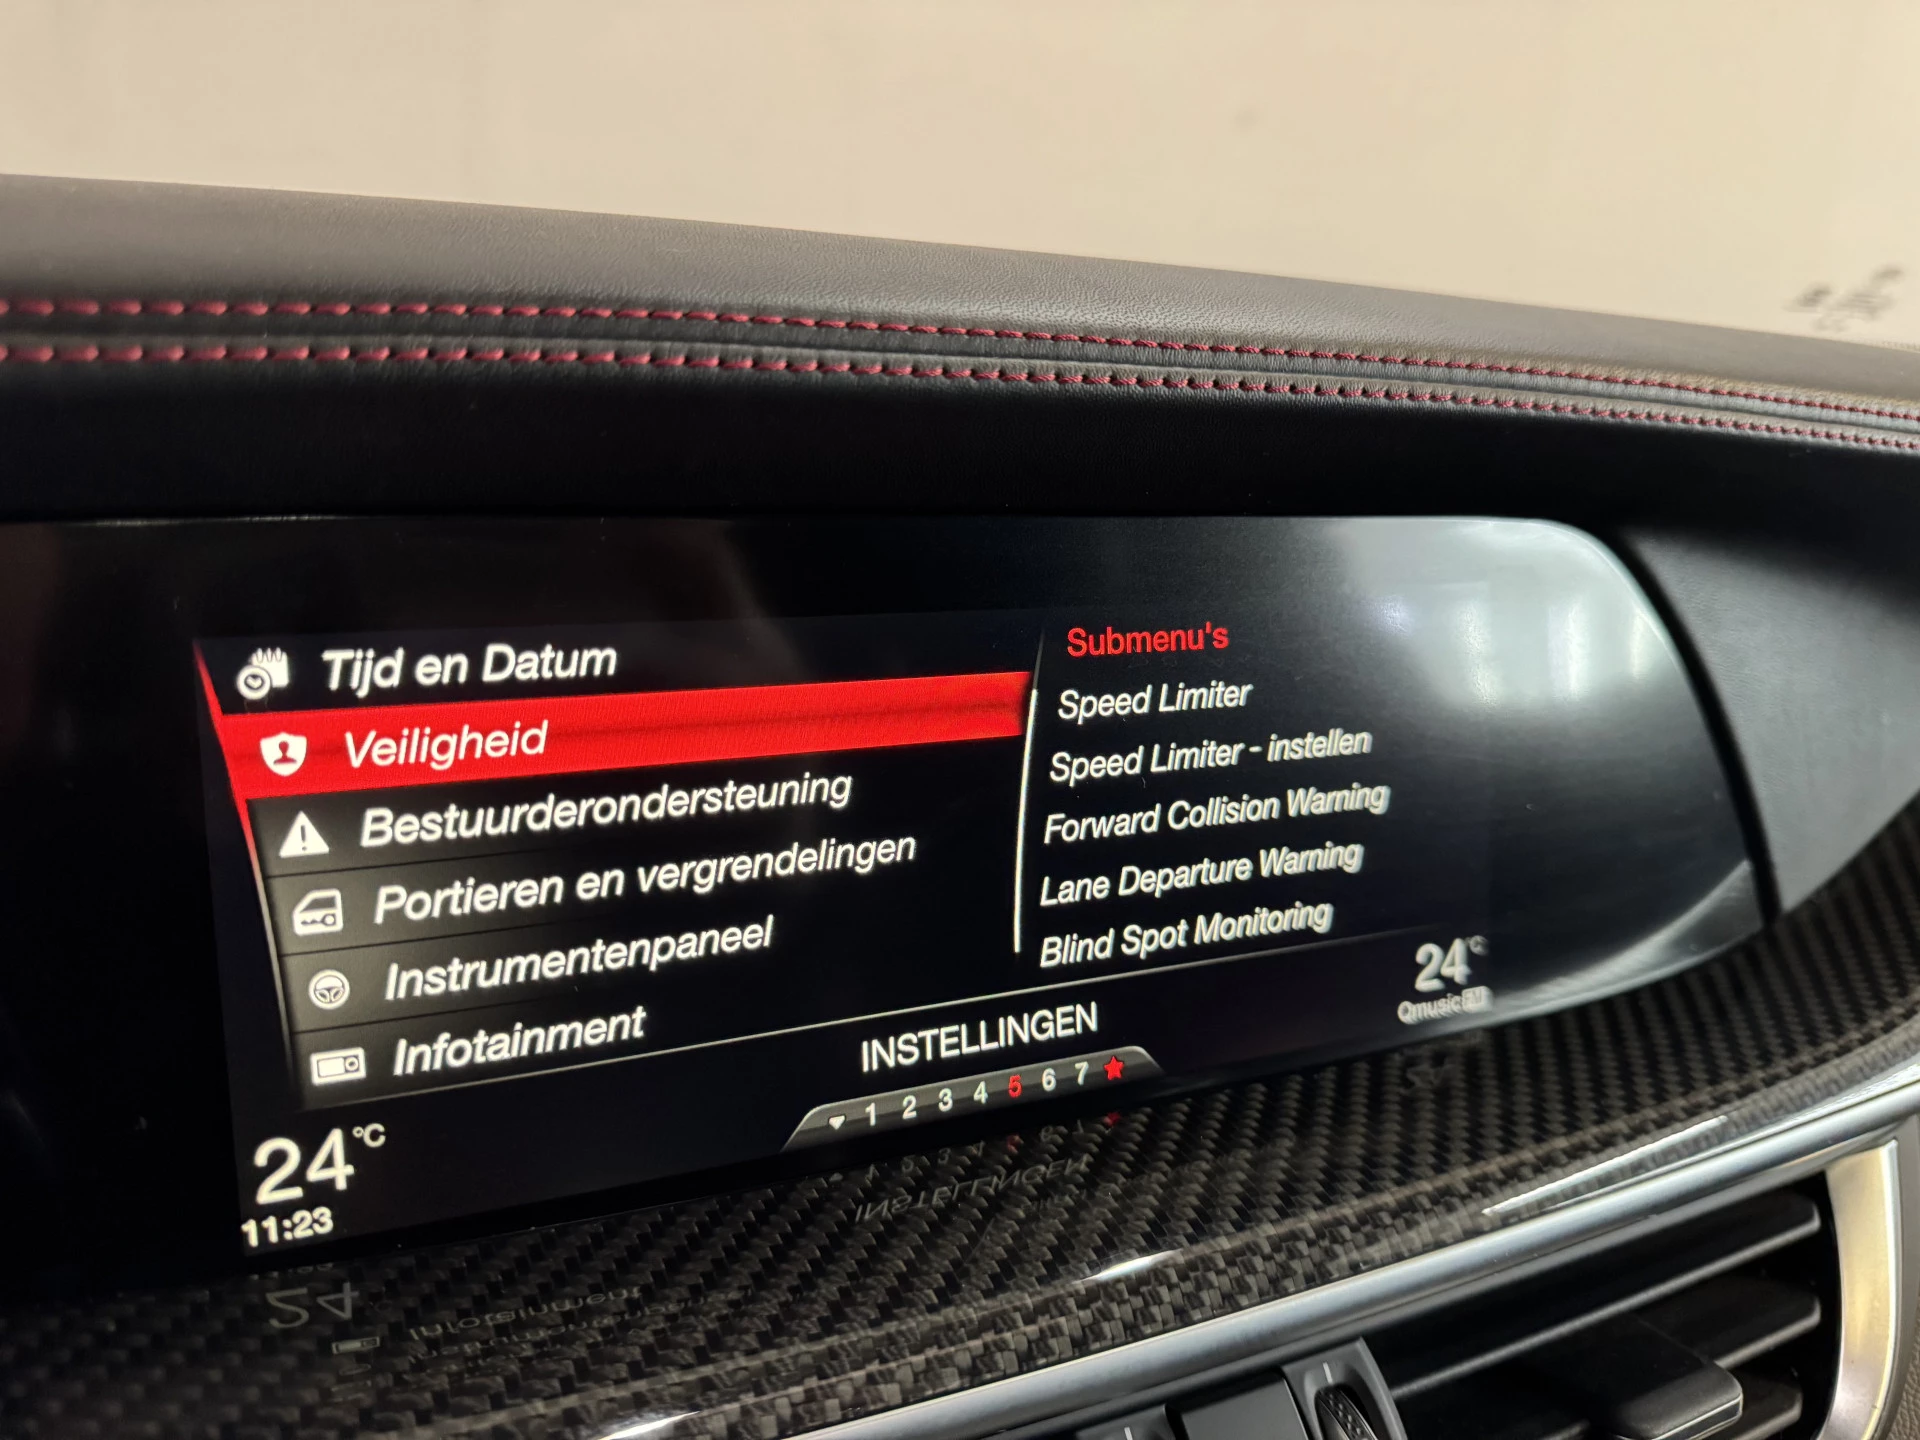 Tijd en Datum
Veiligheid
Bestuurderondersteuning
Portieren en vergrendelingen
Instrumentenpaneel
Infotainment
Submenu's
Speed Limiter
Speed Limiter - instellen
Forward Collision Warning
Lane Departure Warning
Blind Spot Monitoring
24°C
Qmusic FM
INSTELLINGEN
1 2 3 4 5 6 7
24°C
11:23